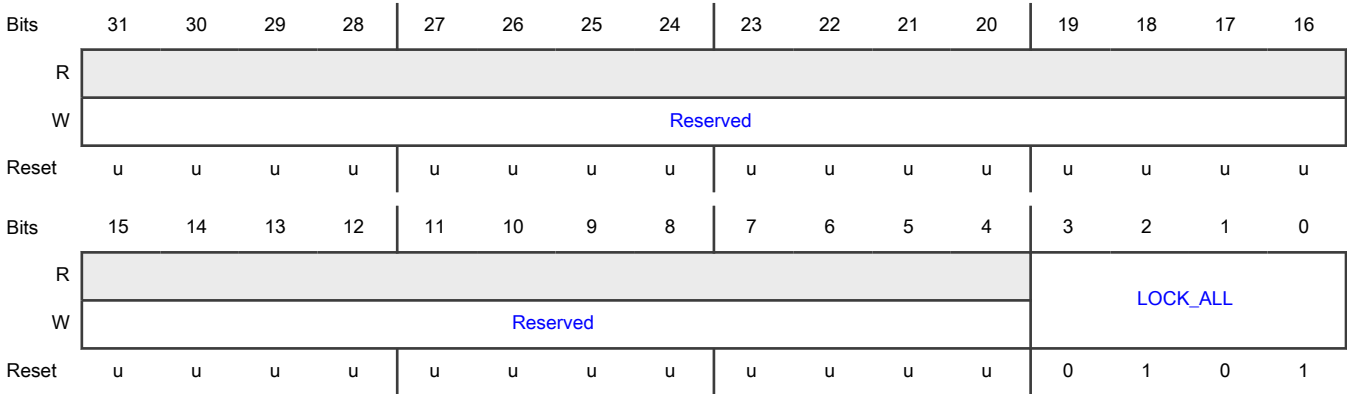 Bits 31 30 29 28 27 26 25 24 23 22 21 20 19 18 17 16
R
W Reserved
Reset u u u u u u u u u u u u u u u u
Bits 15 14 13 12 11 10 9 8 7 6 5 4 3 2 1 0
R
LOCK_ALL
W Reserved
Reset u u u u u u u u u u u u 0 1 0 1